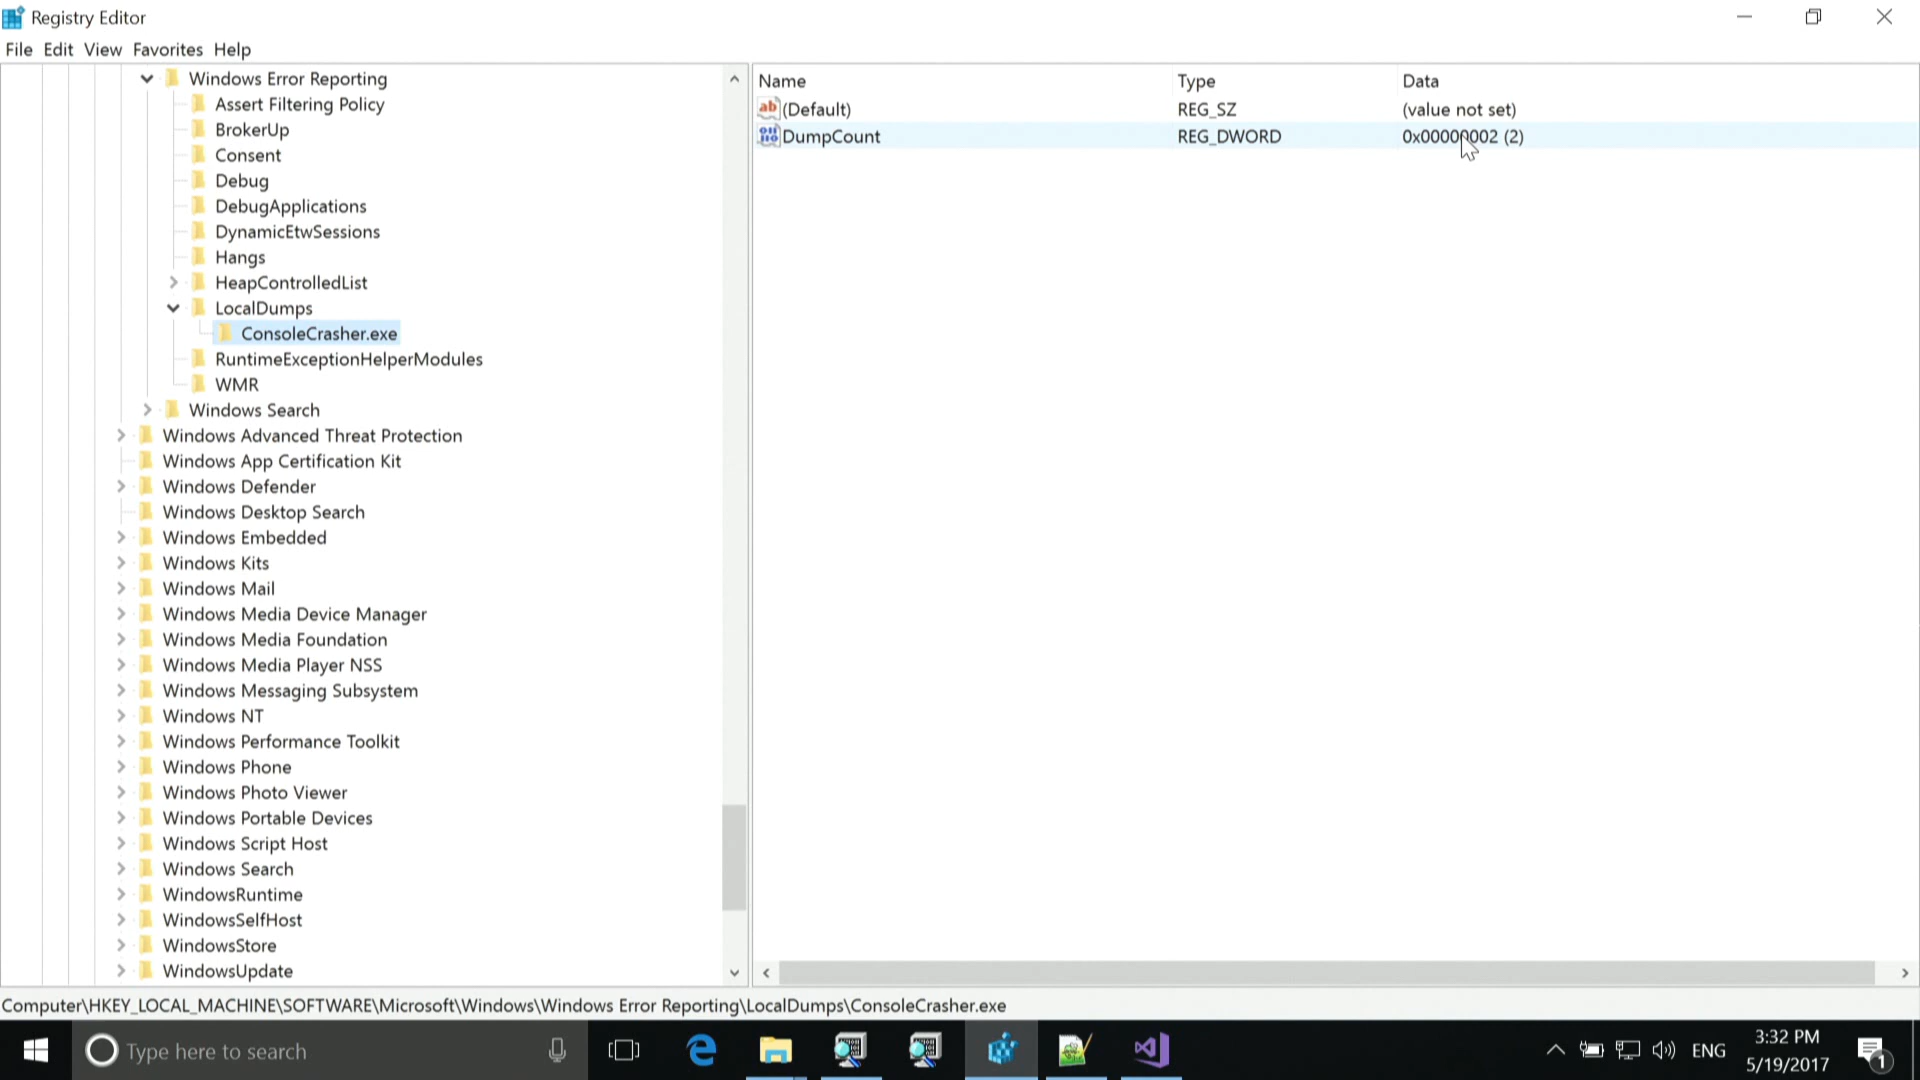 Registry Editor
File Edit View Favorites Help
Windows Error Reporting
Assert Filtering Policy
BrokerUp
Consent
Debug
DebugApplications
DynamicEtwSessions
Hangs
HeapControlledList
LocalDumps
ConsoleCrasher.exe
RuntimeExceptionHelperModules
WMR
Windows Search
Windows Advanced Threat Protection
Windows App Certification Kit
Windows Defender
Windows Desktop Search
Windows Embedded
Windows Kits
Windows Mail
Windows Media Device Manager
Windows Media Foundation
Windows Media Player NSS
Windows Messaging Subsystem
Windows NT
Windows Performance Toolkit
Windows Phone
Windows Photo Viewer
Windows Portable Devices
Windows Script Host
Windows Search
WindowsRuntime
WindowsSelfHost
WindowsStore
WindowsUpdate
Name Type Data
(Default) REG_SZ (value not set)
DumpCount REG_DWORD 0x00000002 (2)
Computer\HKEY_LOCAL_MACHINE\SOFTWARE\Microsoft\Windows\Windows Error Reporting\LocalDumps\ConsoleCrasher.exe
Type here to search
ENG
3:32 PM
5/19/2017
1